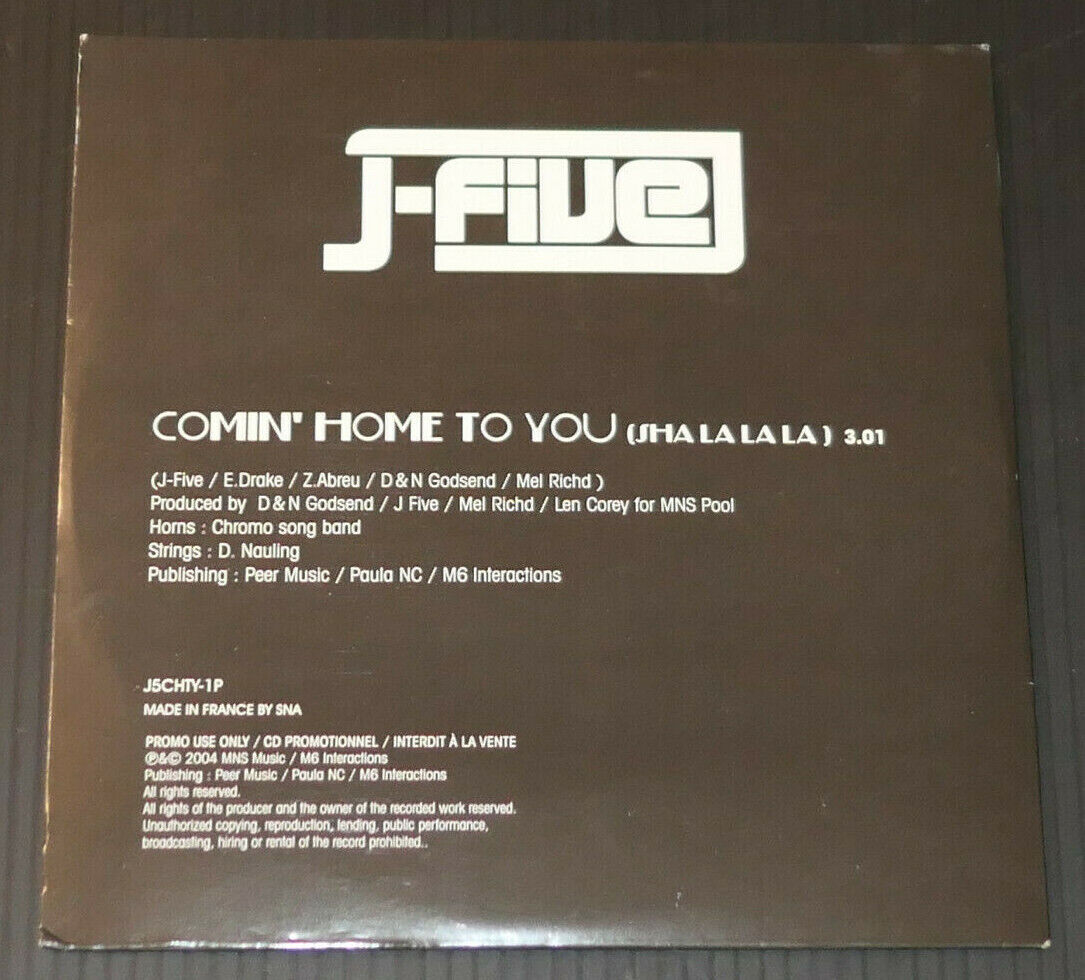 J-FIVE
COMIN' HOME TO YOU (SHA LA LA LA ) 3.01
(J-Five / E.Drake / Z.Abreu / D & N Godsend / Mel Richd )
Produced by D & N Godsend / J Five / Mel Richd / Len Corey for MNS Pool
Horns : Chromo song band
Strings : D. Nauling
Publishing : Peer Music / Paula NC / M6 Interactions
J5CHTY-1P
MADE IN FRANCE BY SNA
PROMO USE ONLY / CD PROMOTIONNEL / INTERDIT À LA VENTE
℗&© 2004 MNS Music / M6 Interactions
Publishing : Peer Music / Paula NC / M6 Interactions
All rights reserved.
All rights of the producer and the owner of the recorded work reserved.
Unauthorized copying, reproduction, lending, public performance,
broadcasting, hiring or rental of the record prohibited..